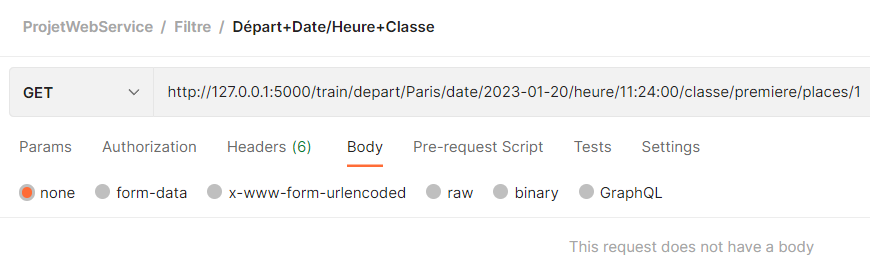 ProjetWebService / Filtre / Départ+Date/Heure+Classe
GET http://127.0.0.1:5000/train/depart/Paris/date/2023-01-20/heure/11:24:00/classe/premiere/places/1
Params Authorization Headers (6) Body Pre-request Script Tests Settings
none form-data x-www-form-urlencoded raw binary GraphQL
This request does not have a body